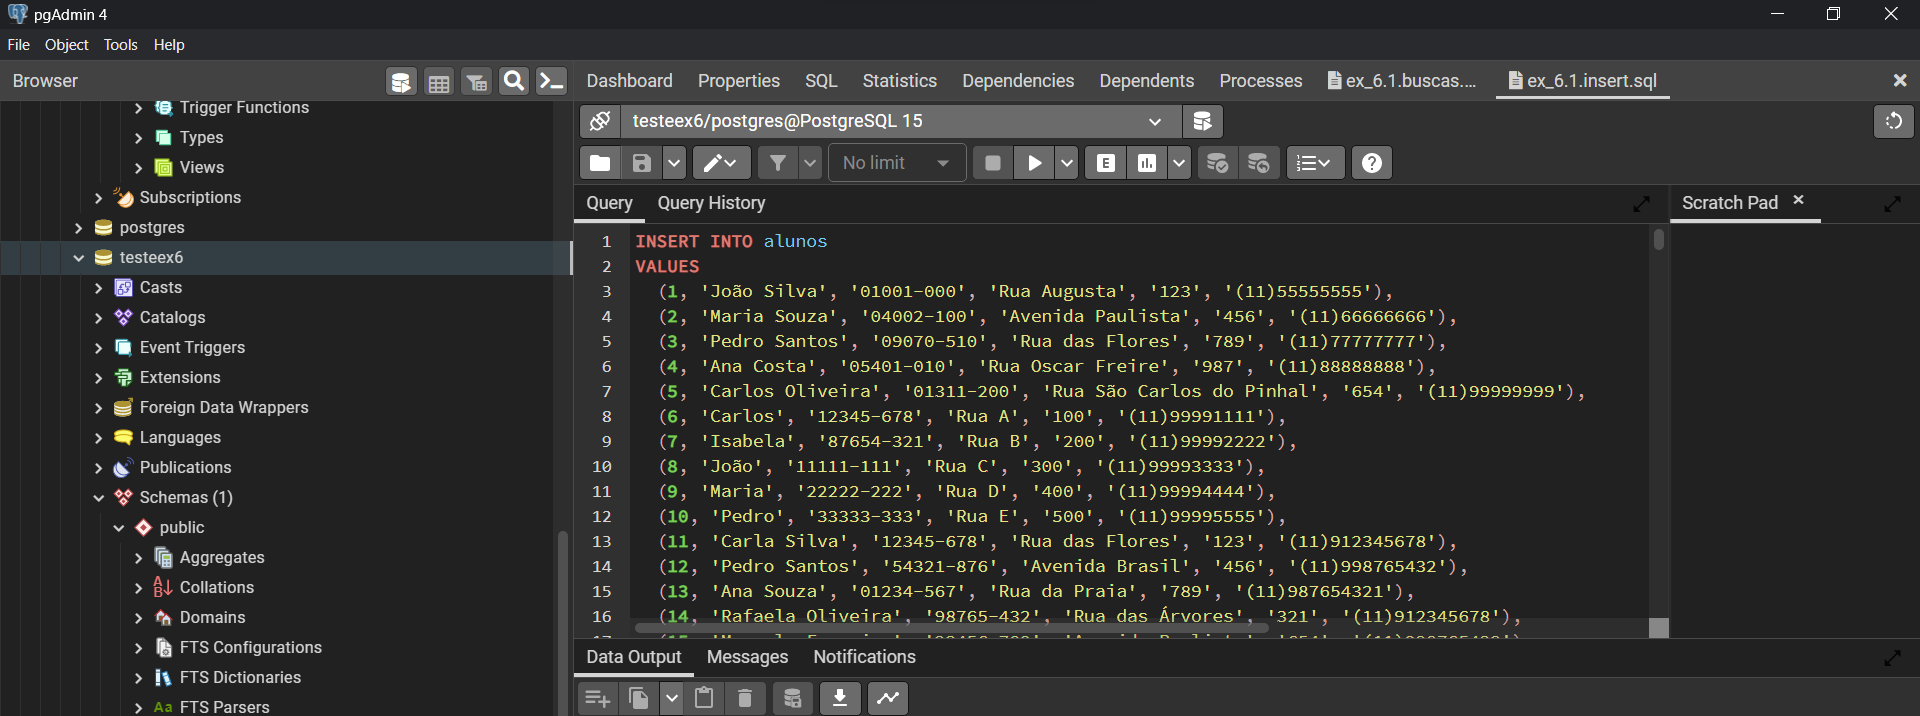 pgAdmin 4
File Object Tools Help
Browser
Trigger Functions
Types
Views
Subscriptions
postgres
testeex6
Casts
Catalogs
Event Triggers
Extensions
Foreign Data Wrappers
Languages
Publications
Schemas (1)
public
Aggregates
Collations
Domains
FTS Configurations
FTS Dictionaries
Aa FTS Parsers
Dashboard Properties SQL Statistics Dependencies Dependents Processes ex_6.1.buscas.... ex_6.1.insert.sql
testeex6/postgres@PostgreSQL 15
No limit E
Query Query History
Scratch Pad
1 INSERT INTO alunos
2 VALUES
3 (1, 'João Silva', '01001-000', 'Rua Augusta', '123', '(11)55555555'),
4 (2, 'Maria Souza', '04002-100', 'Avenida Paulista', '456', '(11)66666666'),
5 (3, 'Pedro Santos', '09070-510', 'Rua das Flores', '789', '(11)77777777'),
6 (4, 'Ana Costa', '05401-010', 'Rua Oscar Freire', '987', '(11)88888888'),
7 (5, 'Carlos Oliveira', '01311-200', 'Rua São Carlos do Pinhal', '654', '(11)99999999'),
8 (6, 'Carlos', '12345-678', 'Rua A', '100', '(11)99991111'),
9 (7, 'Isabela', '87654-321', 'Rua B', '200', '(11)99992222'),
10 (8, 'João', '11111-111', 'Rua C', '300', '(11)99993333'),
11 (9, 'Maria', '22222-222', 'Rua D', '400', '(11)99994444'),
12 (10, 'Pedro', '33333-333', 'Rua E', '500', '(11)99995555'),
13 (11, 'Carla Silva', '12345-678', 'Rua das Flores', '123', '(11)912345678'),
14 (12, 'Pedro Santos', '54321-876', 'Avenida Brasil', '456', '(11)998765432'),
15 (13, 'Ana Souza', '01234-567', 'Rua da Praia', '789', '(11)987654321'),
16 (14, 'Rafaela Oliveira', '98765-432', 'Rua das Árvores', '321', '(11)912345678'),
Data Output Messages Notifications